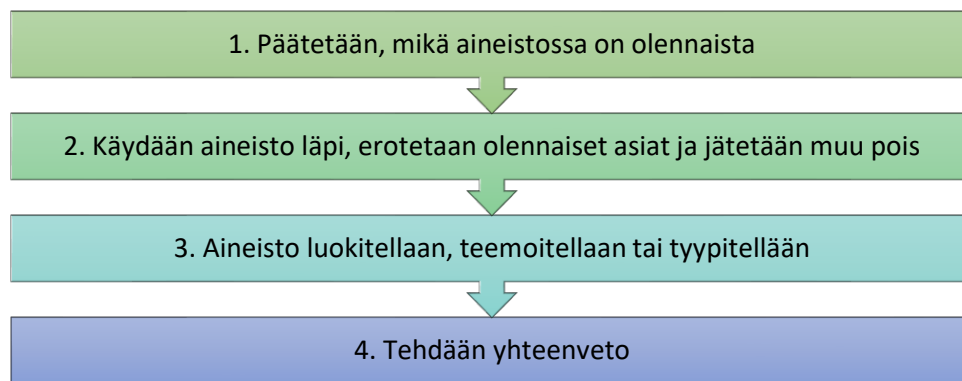 1. Päätetään, mikä aineistossa on olennaista
2. Käydään aineisto läpi, erotetaan olennaiset asiat ja jätetään muu pois
3. Aineisto luokitellaan, teemoitellaan tai tyypitellään
4. Tehdään yhteenveto